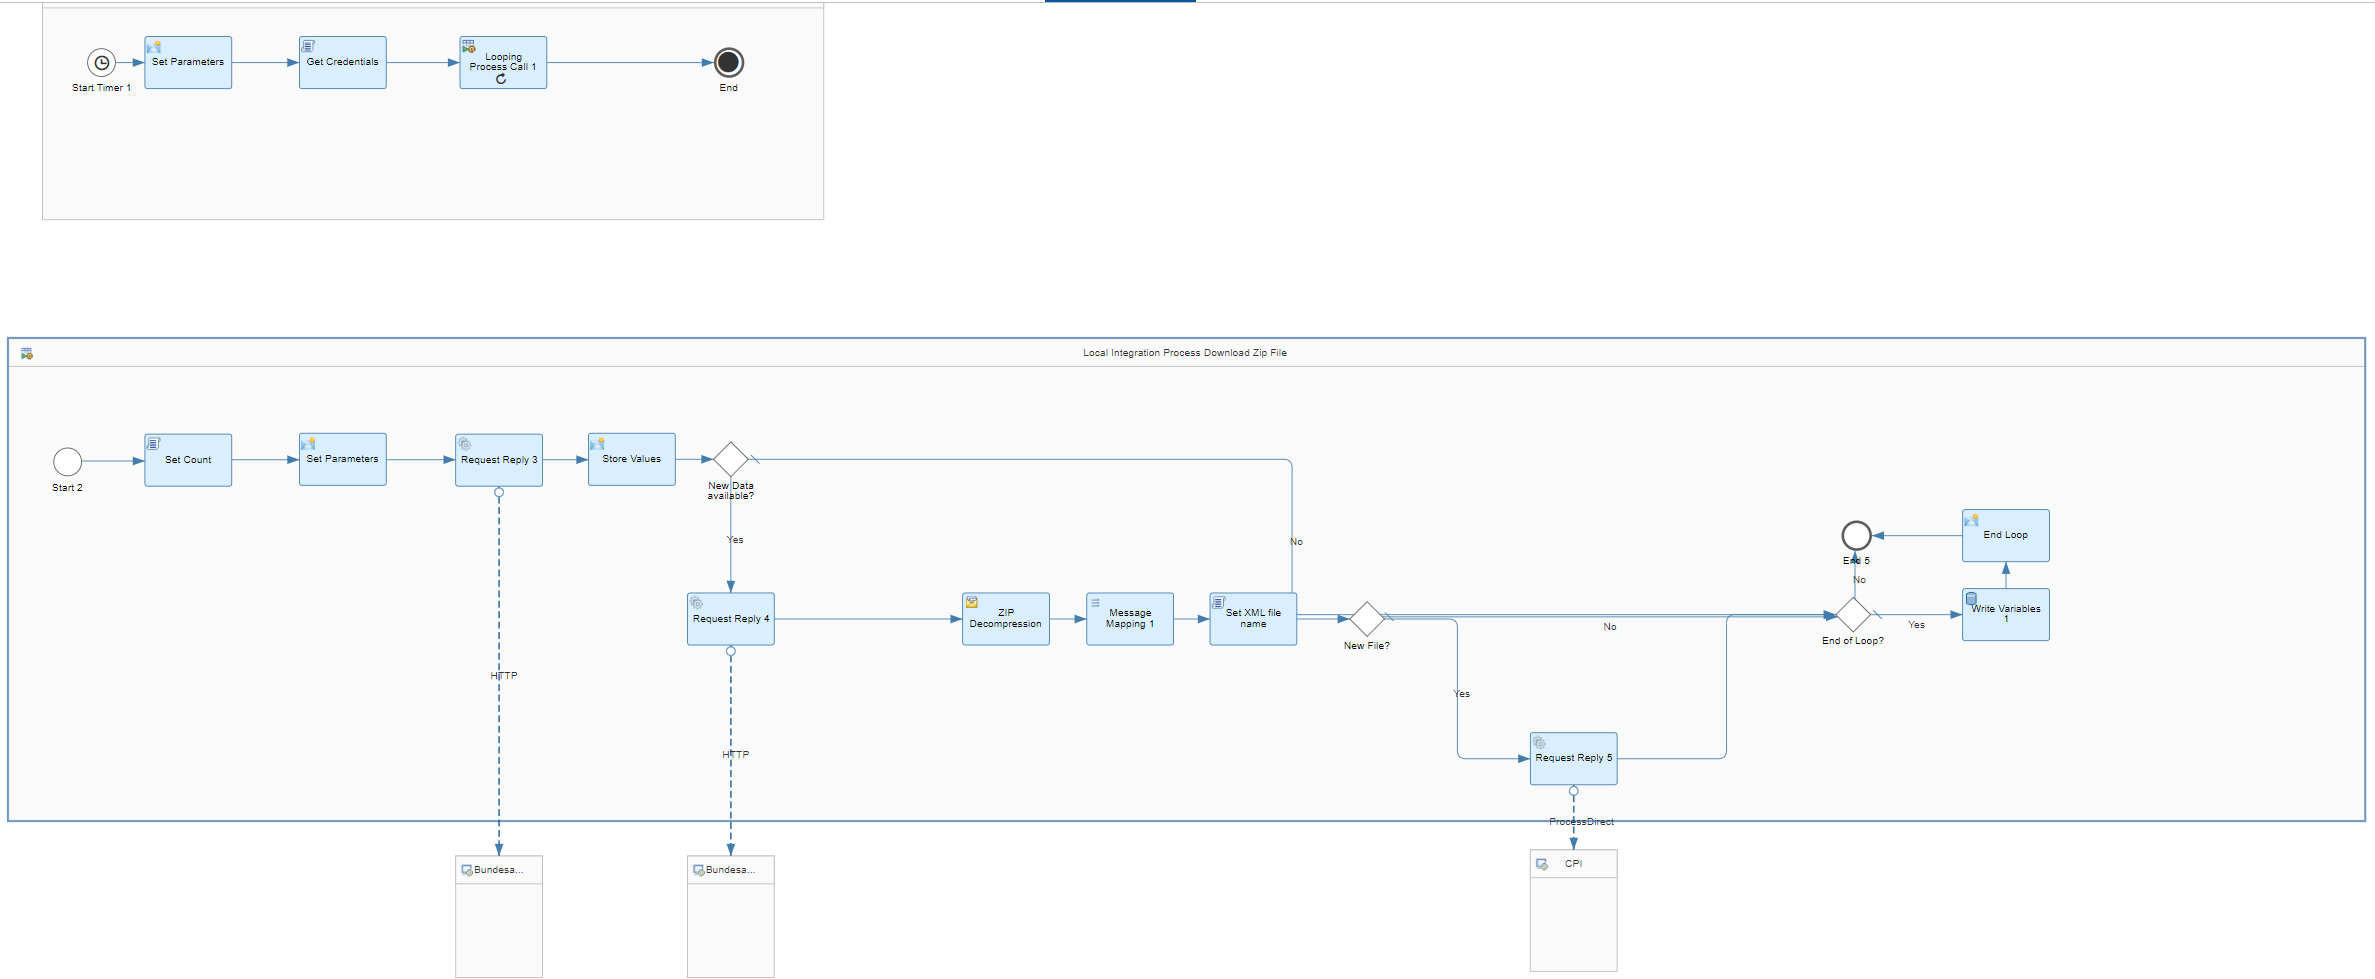 Start Timer 1
Set Parameters
Get Credentials
Looping
Process Call 1
End
Local Integration Process Download Zip File
Start 2
Set Count
Set Parameters
Request Reply 3
Store Values
New Data
available?
Yes
No
HTTP
Request Reply 4
HTTP
ZIP
Decompression
Message
Mapping 1
Set XML file
name
New File?
No
Yes
Request Reply 5
ProcessDirect
End of Loop?
No
End 5
Yes
Write Variables
1
End Loop
Bundesa...
Bundesa...
CPI